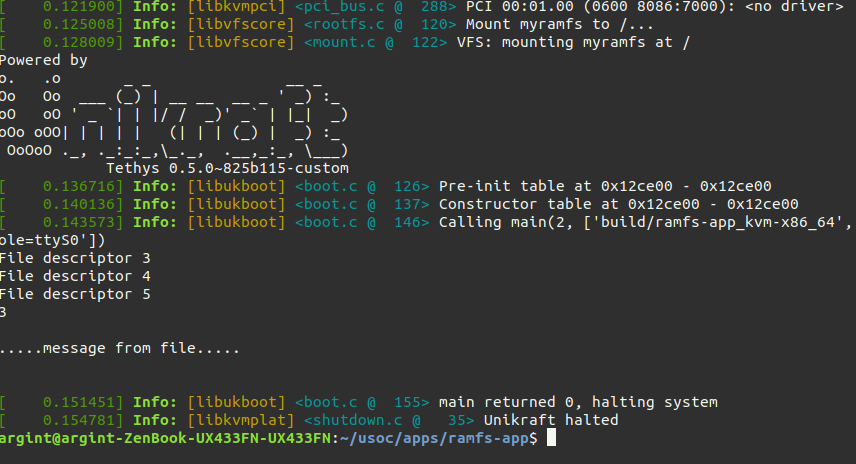 [    0.121900] Info: [libkvmpci] <pci_bus.c @  288> PCI 00:01.00 (0600 8086:7000): <no driver>
[    0.125008] Info: [libvfscore] <rootfs.c @  120> Mount myramfs to /...
[    0.128009] Info: [libvfscore] <mount.c @  122> VFS: mounting myramfs at /
Powered by
o.   .o       _ _               __ _
Oo   Oo  ___ (_) | __ __  __ _ ' _) :_
oO   oO ' _ `| | |/ /  _)' _` | |_|  _)
oOo oOO| | | | |   (| | | (_) |  _) :_
 OoOoO ._, ._:_:_,\_._,  .__,_:_, \___)
            Tethys 0.5.0~825b115-custom
[    0.136716] Info: [libukboot] <boot.c @  126> Pre-init table at 0x12ce00 - 0x12ce00
[    0.140136] Info: [libukboot] <boot.c @  137> Constructor table at 0x12ce00 - 0x12ce00
[    0.143573] Info: [libukboot] <boot.c @  146> Calling main(2, ['build/ramfs-app_kvm-x86_64',
ole=ttyS0'])
File descriptor 3
File descriptor 4
File descriptor 5
3
.....message from file.....
[    0.151451] Info: [libukboot] <boot.c @  155> main returned 0, halting system
[    0.154781] Info: [libkvmplat] <shutdown.c @   35> Unikraft halted
argint@argint-ZenBook-UX433FN-UX433FN:~/usoc/apps/ramfs-app$